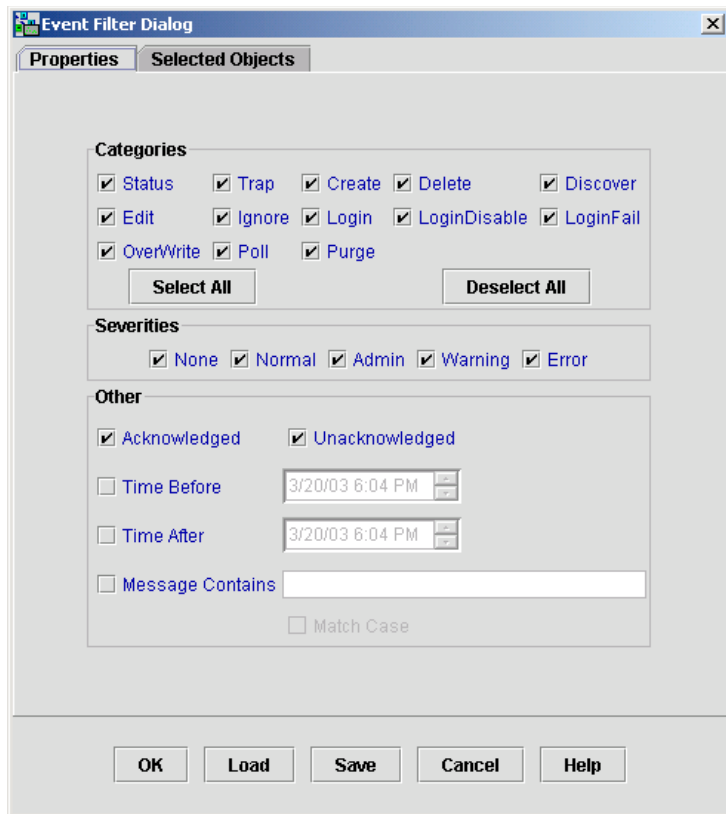 Event Filter Dialog
Properties Selected Objects
Categories
Status Trap Create Delete Discover
Edit Ignore Login LoginDisable LoginFail
OverWrite Poll Purge
Select All Deselect All
Severities
None Normal Admin Warning Error
Other
Acknowledged Unacknowledged
Time Before 3/20/03 6:04 PM
Time After 3/20/03 6:04 PM
Message Contains
Match Case
OK Load Save Cancel Help